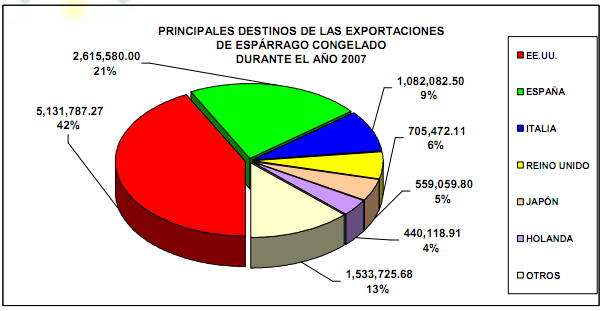 PRINCIPALES DESTINOS DE LAS EXPORTACIONES
DE ESPÁRRAGO CONGELADO
DURANTE EL AÑO 2007
2,615,580.00
21%
5,131,787.27
42%
1,082,082.50
9%
705,472.11
6%
559,059.80
5%
440,118.91
4%
1,533,725.68
13%
EE.UU.
ESPAÑA
ITALIA
REINO UNIDO
JAPÓN
HOLANDA
OTROS